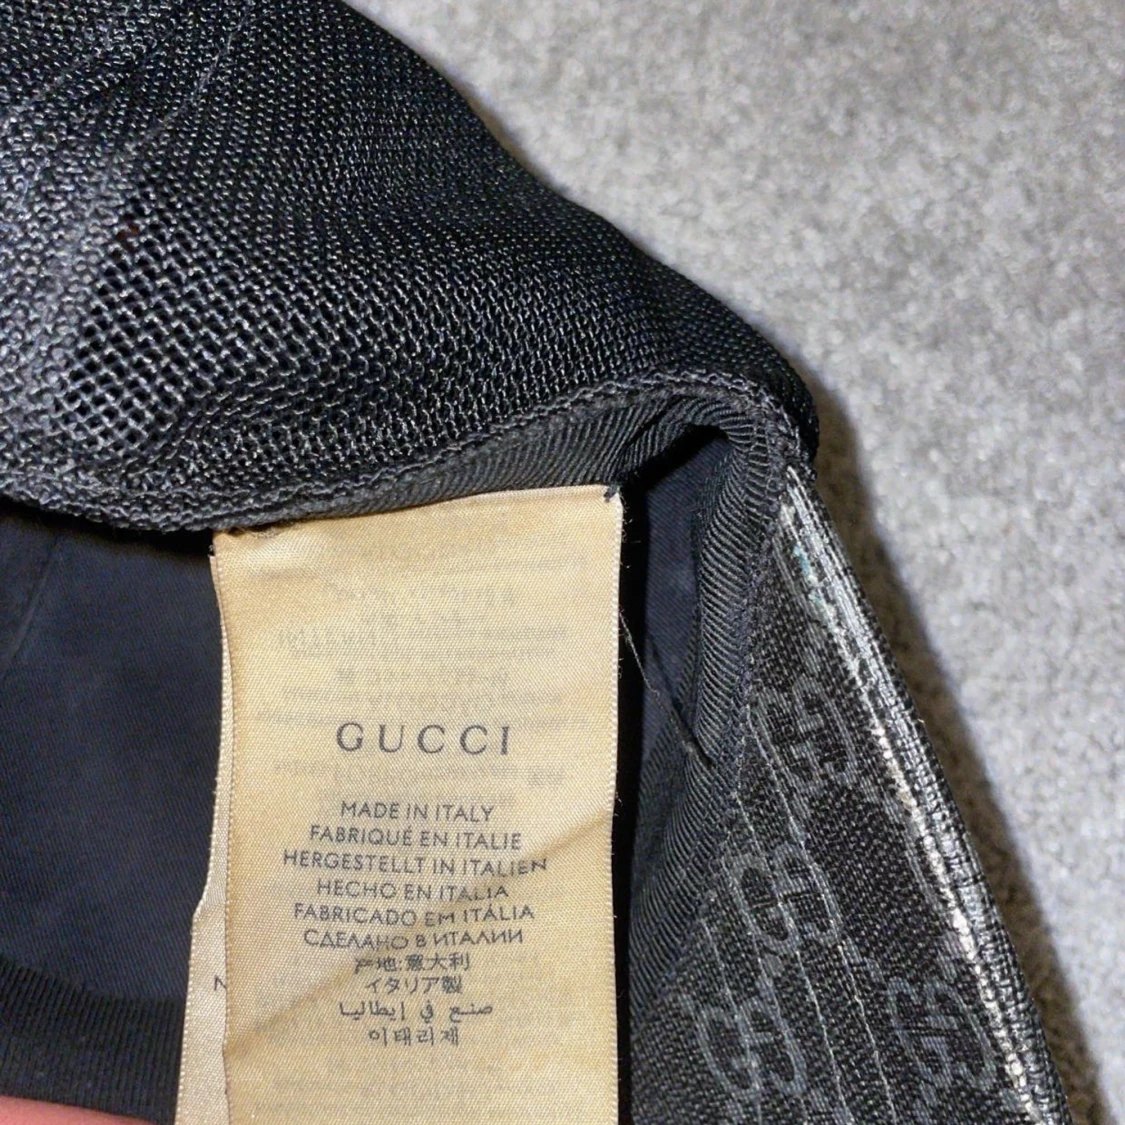 GUCCI
MADE IN ITALY
FABRIQUÉ EN ITALIE
HERGESTELLT IN ITALIEN
HECHO EN ITALIA
FABRICADO EM ITÁLIA
СДЕЛАНО В ИТАЛИИ
产地:意大利
イタリア製
صنع في إيطاليا
이태리제
N